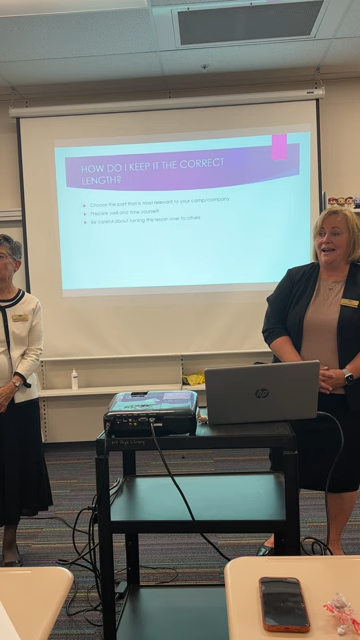 HOW DO I KEEP IT THE CORRECT
LENGTH?
Choose the part that is most relevant to your camp/company
Prepare well and time yourself
Be careful about turning the lesson over to others
hp